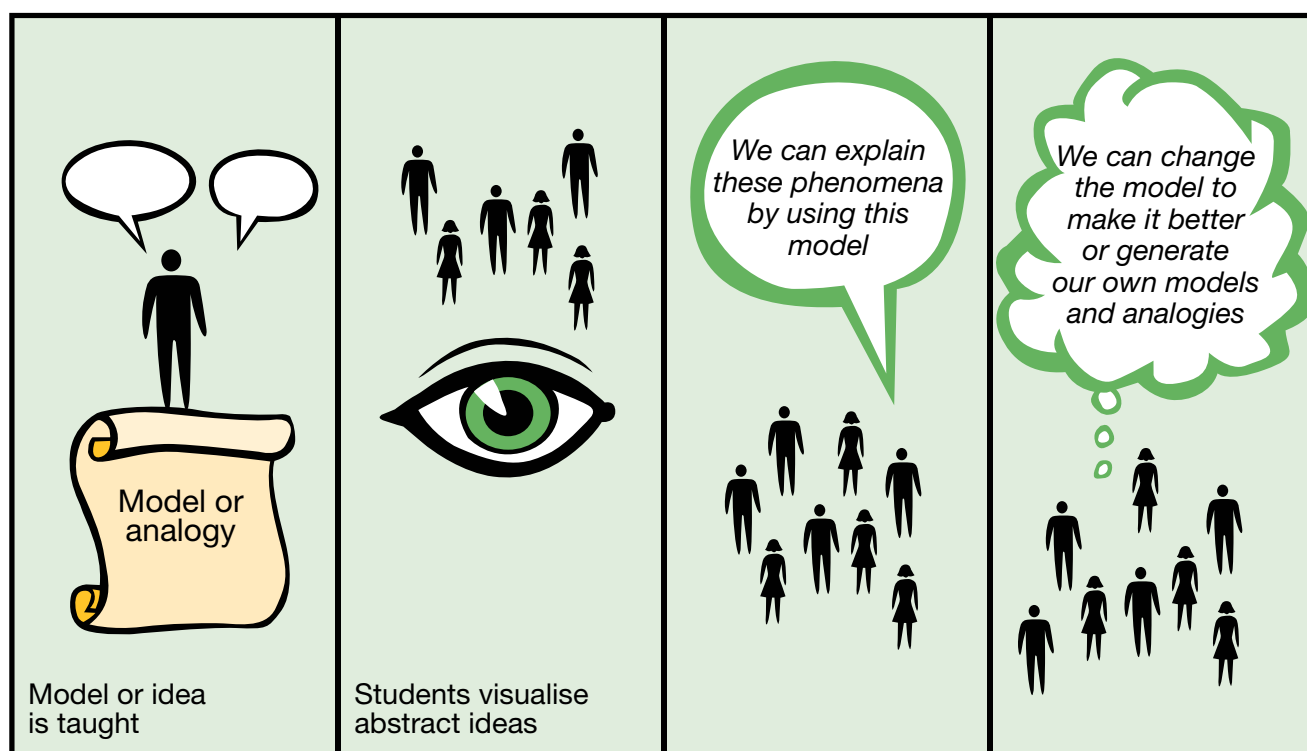 Model or
analogy
Model or idea
is taught
Students visualise
abstract ideas
We can explain
these phenomena
by using this
model
We can change
the model to
make it better
or generate
our own models
and analogies